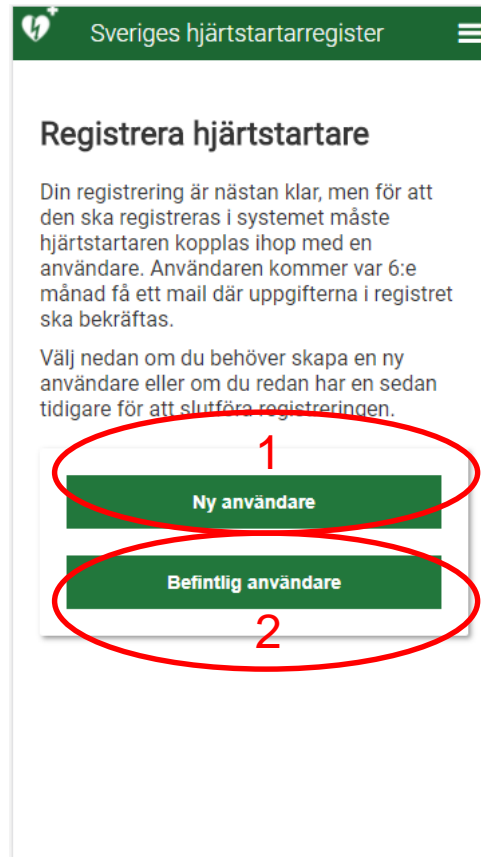 Sveriges hjärtstartarregister
Registrera hjärtstartare
Din registrering är nästan klar, men för att
den ska registreras i systemet måste
hjärtstartaren kopplas ihop med en
användare. Användaren kommer var 6:e
månad få ett mail där uppgifterna i registret
ska bekräftas.
Välj nedan om du behöver skapa en ny
användare eller om du redan har en sedan
tidigare för att slutföra registreringen.
1
Ny användare
Befintlig användare
2